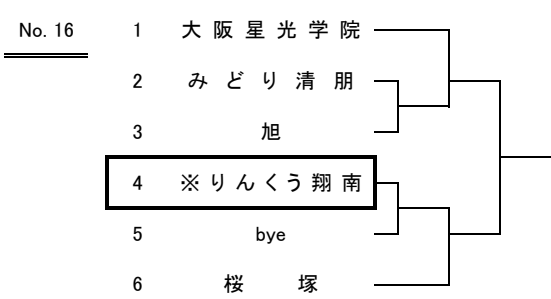 No. 16 1 大阪星光学院
2 みどり清朋
3 旭
4 ※りんくう翔南
5 bye
6 桜塚